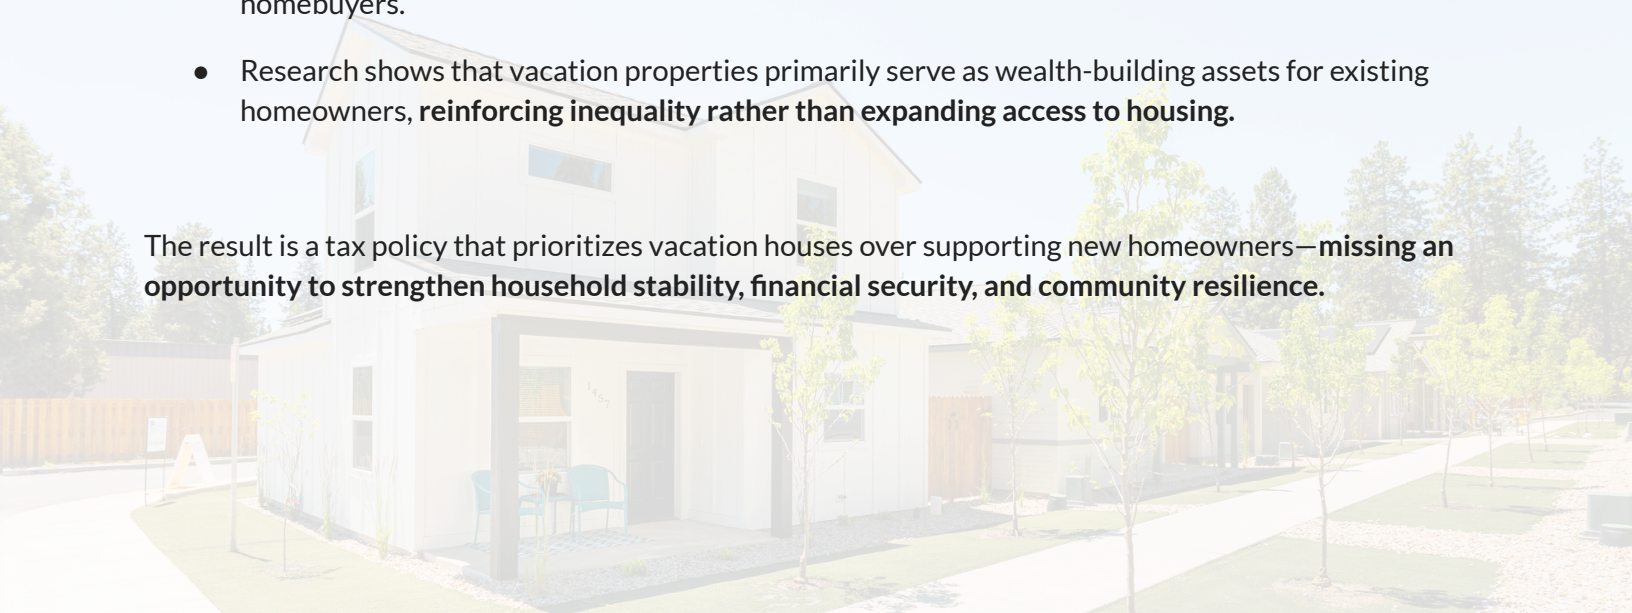 homebuyers.
● Research shows that vacation properties primarily serve as wealth-building assets for existing
homeowners, reinforcing inequality rather than expanding access to housing.
The result is a tax policy that prioritizes vacation houses over supporting new homeowners—missing an
opportunity to strengthen household stability, financial security, and community resilience.
1407